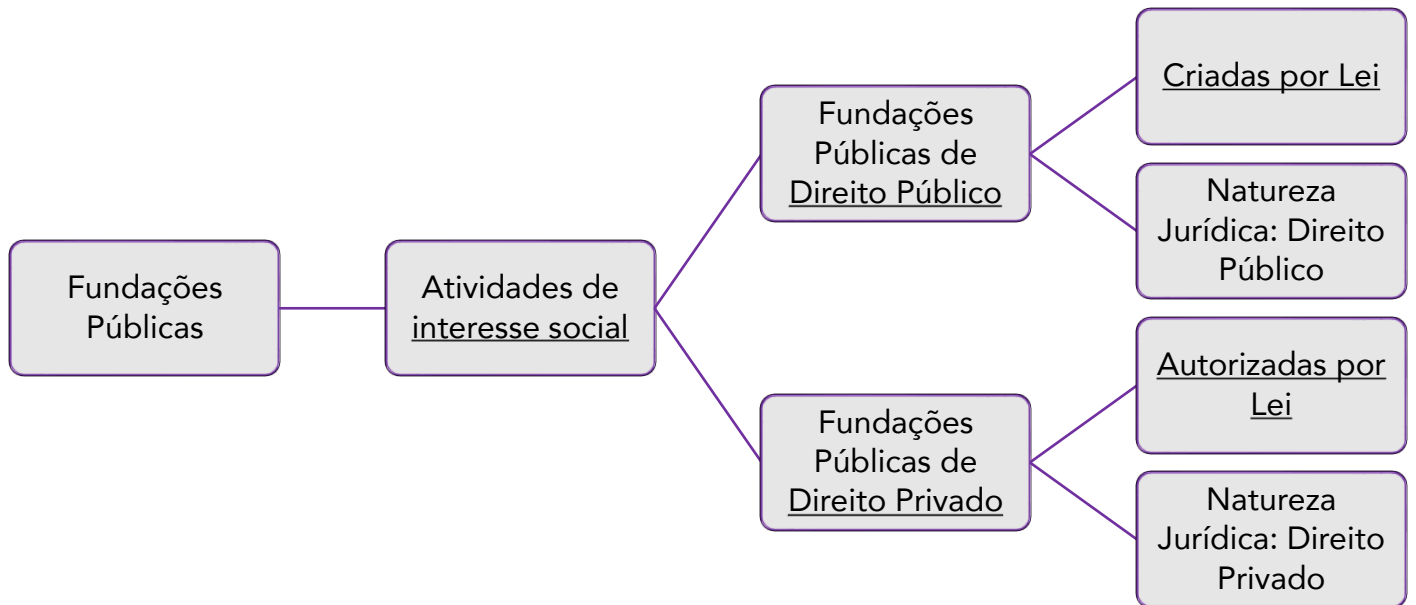 Fundações
Públicas
Atividades de
interesse social
Fundações
Públicas de
Direito Público
Criadas por Lei
Natureza
Jurídica: Direito
Público
Fundações
Públicas de
Direito Privado
Autorizadas por
Lei
Natureza
Jurídica: Direito
Privado